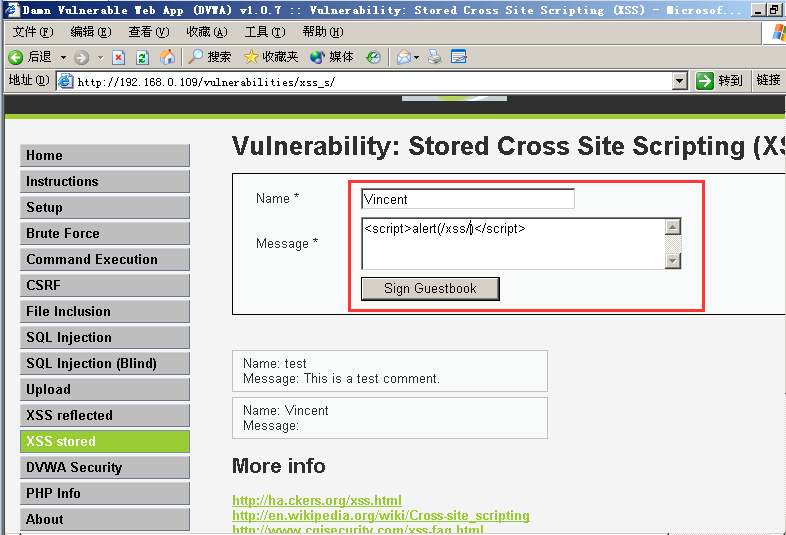 Damn Vulnerable Web App (DVWA) v1.0.7 :: Vulnerability: Stored Cross Site Scripting (XSS) - Microsof...
文件(F) 编辑(E) 查看(V) 收藏(A) 工具(T) 帮助(H)
后退 搜索 收藏夹 媒体
地址(D) http://192.168.0.109/vulnerabilities/xss_s/ 转到 链接
Vulnerability: Stored Cross Site Scripting (XS
Home
Instructions
Setup
Brute Force
Command Execution
CSRF
File Inclusion
SQL Injection
SQL Injection (Blind)
Upload
XSS reflected
XSS stored
DVWA Security
PHP Info
About
Name * Vincent
Message * <script>alert(/xss/)</script>
Sign Guestbook
Name: test
Message: This is a test comment.
Name: Vincent
Message:
More info
http://ha.ckers.org/xss.html
http://en.wikipedia.org/wiki/Cross-site_scripting
http://www.cgisecurity.com/xss-faq.html